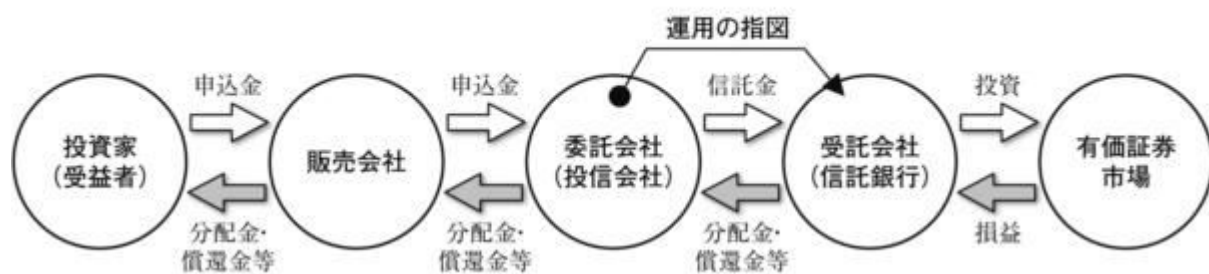 運用の指図
申込金
申込金
信託金
投資
投資家
（受益者）
販売会社
委託会社
（投信会社）
受託会社
（信託銀行）
有価証券
市場
分配金・
償還金等
分配金・
償還金等
分配金・
償還金等
損益